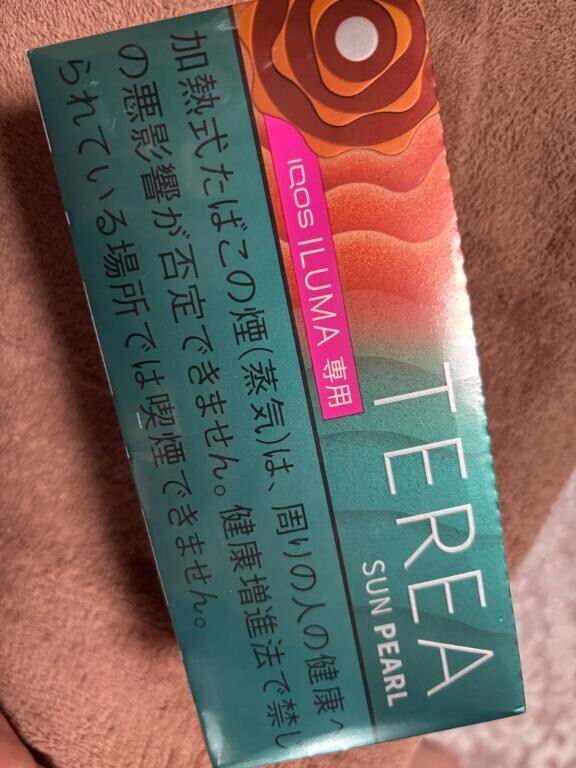 IQOS ILUMA 専用
TEREA
SUN PEARL
加熱式たばこの煙(蒸気)は、周りの人の健康へ
の悪影響が否定できません。健康増進法で禁じ
られている場所では喫煙できません。